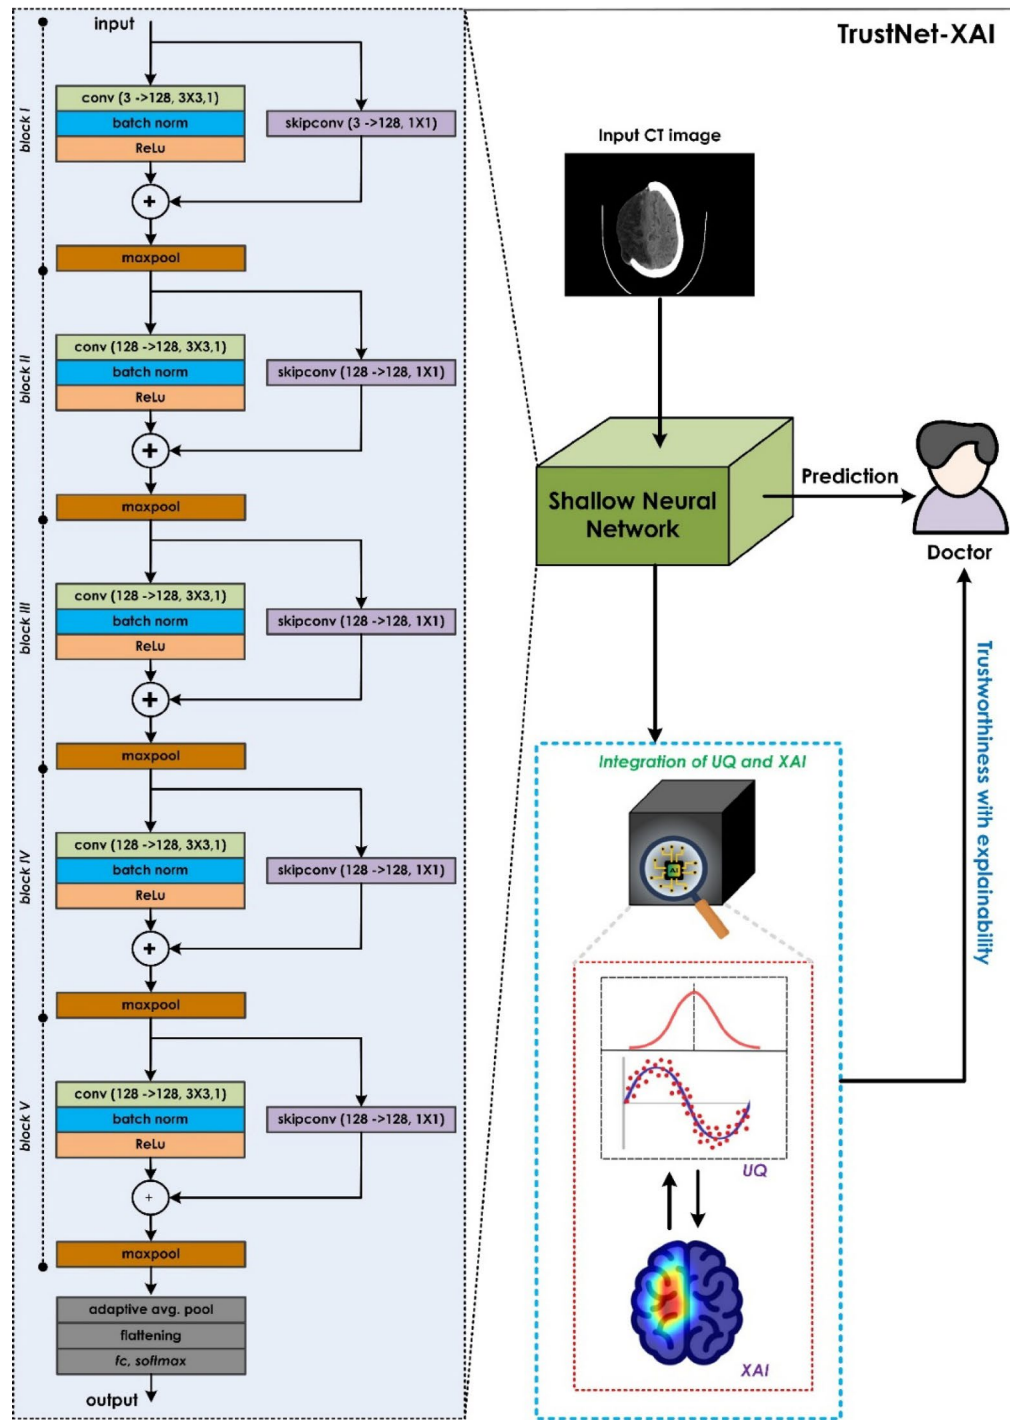 TrustNet-XAI
input
block I
conv (3 ->128, 3X3,1)
batch norm
ReLu
skipconv (3 ->128, 1X1)
+
maxpool
block II
conv (128 ->128, 3X3,1)
batch norm
ReLu
skipconv (128 ->128, 1X1)
+
maxpool
block III
conv (128 ->128, 3X3,1)
batch norm
ReLu
skipconv (128 ->128, 1X1)
+
maxpool
block IV
conv (128 ->128, 3X3,1)
batch norm
ReLu
skipconv (128 ->128, 1X1)
+
maxpool
block V
conv (128 ->128, 3X3,1)
batch norm
ReLu
skipconv (128 ->128, 1X1)
+
maxpool
adaptive avg. pool
flattening
fc, softmax
output
Input CT image
Shallow Neural
Network
Prediction
Doctor
Trustworthiness with explainability
Integration of UQ and XAI
AI
UQ
XAI